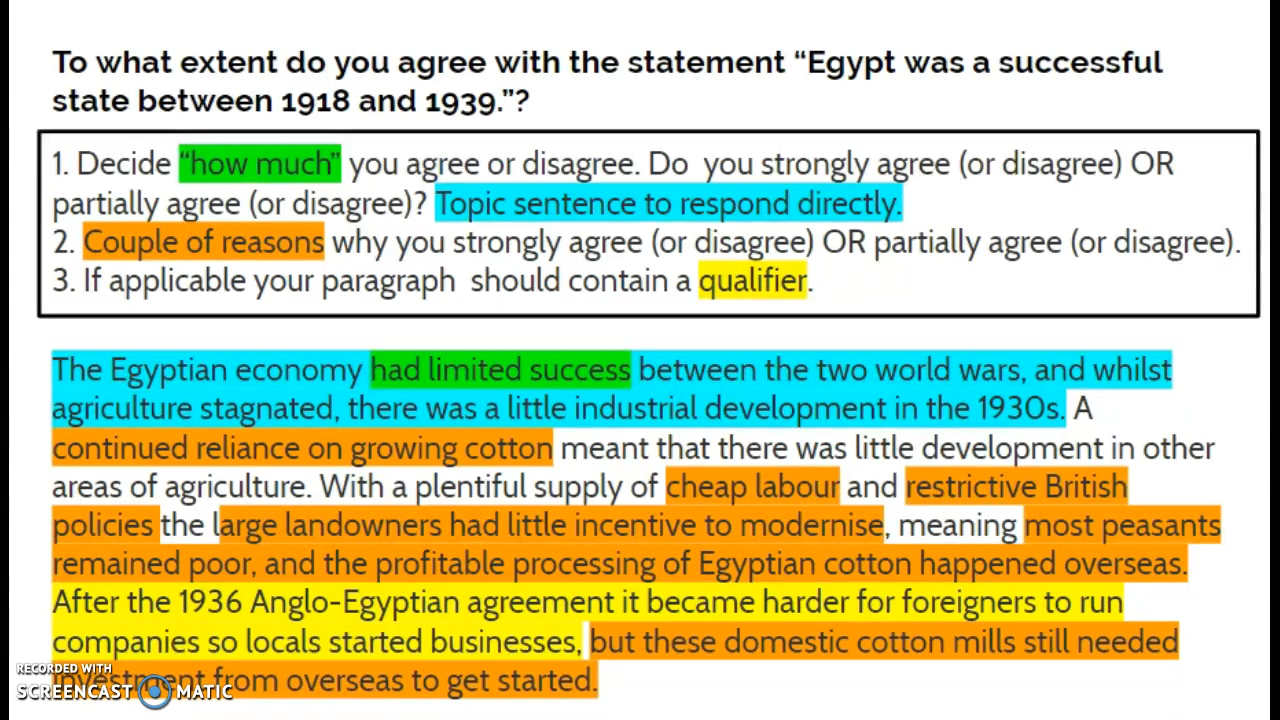 To what extent do you agree with the statement “Egypt was a successful
state between 1918 and 1939.”?
1. Decide “how much” you agree or disagree. Do you strongly agree (or disagree) OR
partially agree (or disagree)? Topic sentence to respond directly.
2. Couple of reasons why you strongly agree (or disagree) OR partially agree (or disagree).
3. If applicable your paragraph should contain a qualifier.
The Egyptian economy had limited success between the two world wars, and whilst
agriculture stagnated, there was a little industrial development in the 1930s. A
continued reliance on growing cotton meant that there was little development in other
areas of agriculture. With a plentiful supply of cheap labour and restrictive British
policies the large landowners had little incentive to modernise, meaning most peasants
remained poor, and the profitable processing of Egyptian cotton happened overseas.
After the 1936 Anglo-Egyptian agreement it became harder for foreigners to run
companies so locals started businesses, but these domestic cotton mills still needed
investment from overseas to get started.
RECORDED WITH
SCREENCAST MATIC